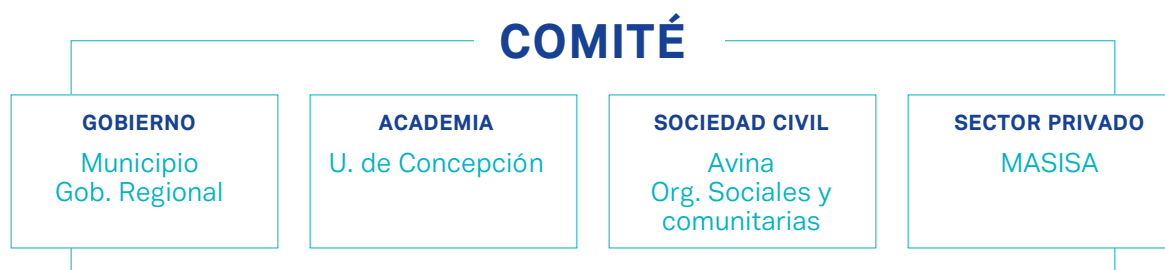 COMITÉ
GOBIERNO
Municipio
Gob. Regional
ACADEMIA
U. de Concepción
SOCIEDAD CIVIL
Avina
Org. Sociales y
comunitarias
SECTOR PRIVADO
MASISA